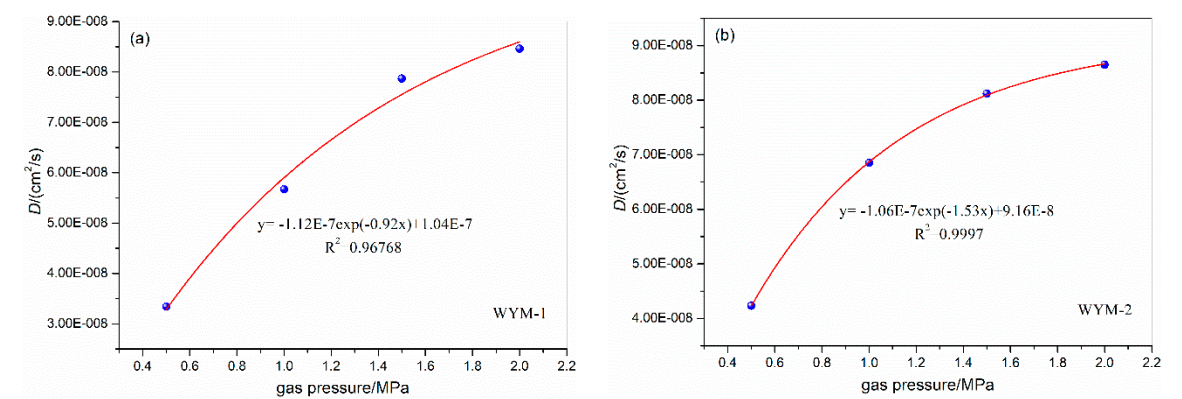 (a)
9.00E-008
8.00E-008
7.00E-008
6.00E-008
5.00E-008
4.00E-008
3.00E-008
D/(cm²/s)
y= -1.12E-7exp(-0.92x)+1.04E-7
R²=0.96768
WYM-1
0.4 0.6 0.8 1.0 1.2 1.4 1.6 1.8 2.0 2.2
gas pressure/MPa
(b)
9.00E-008
8.00E-008
7.00E-008
6.00E-008
5.00E-008
4.00E-008
D/(cm²/s)
y= -1.06E-7exp(-1.53x)+9.16E-8
R²=0.9997
WYM-2
0.4 0.6 0.8 1.0 1.2 1.4 1.6 1.8 2.0 2.2
gas pressure/MPa